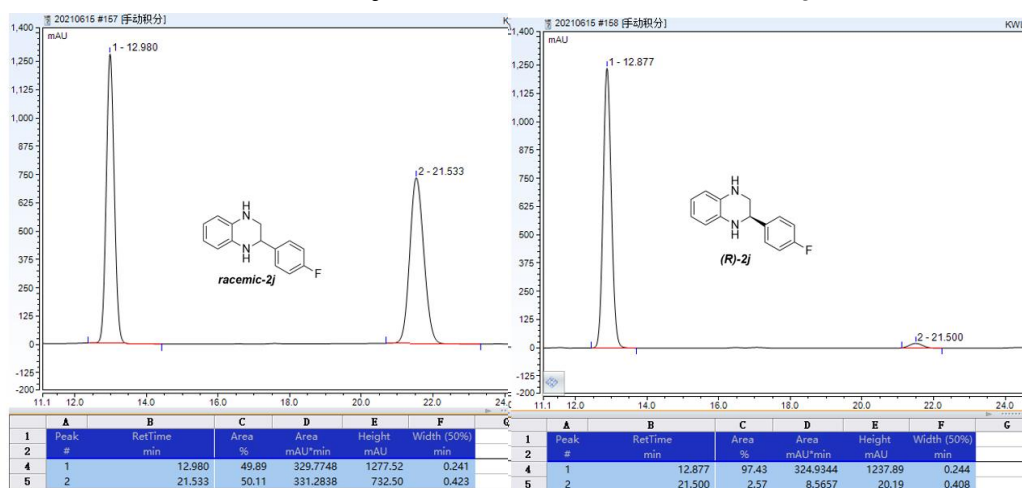 20210615 #157 [手动积分]
K
1,400
mAU
1 - 12.980
1,250
1,125
1,000
875
750
2 - 21.533
625
500
H
N
375
N
H
250
F
racemic-2j
125
0
-125
-200
11.1 12.0 14.0 16.0 18.0 20.0 22.0 24.0
A B C D E F G
1 Peak RetTime Area Area Height Width (50%)
2 # min % mAU*min mAU min
4 1 12.980 49.89 329.7748 1277.52 0.241
5 2 21.533 50.11 331.2838 732.50 0.423
20210615 #158 [手动积分]
1,400
mAU
1 - 12.877
1,250
1,125
1,000
875
750
H
N
625
N
H
500
F
(R)-2j
375
250
125
2 - 21.500
0
-125
-200
11.1 12.0 14.0 16.0 18.0 20.0 22.0 24.0
A B C D E F G
1 Peak RetTime Area Area Height Width (50%)
2 # min % mAU*min mAU min
4 1 12.877 97.43 324.9344 1237.89 0.244
5 2 21.500 2.57 8.5657 20.19 0.408